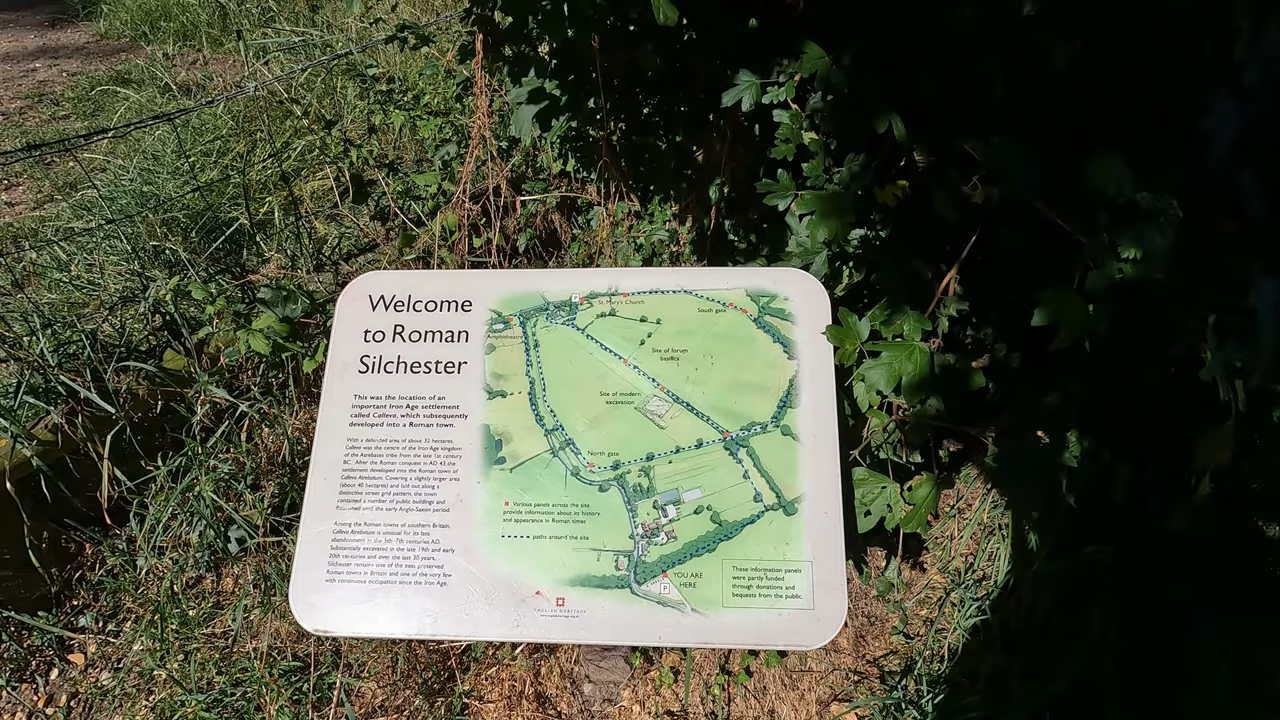 Welcome
to Roman
Silchester
This was the location of an
important Iron Age settlement
called Calleva, which subsequently
developed into a Roman town.
With a defended area of about 32 hectares,
Calleva was the centre of the Iron Age kingdom
of the Atrebates tribe from the late 1st century
BC. After the Roman conquest in AD 43, the
settlement developed into the Roman town of
Calleva Atrebatum. Covering a slightly larger area
(about 40 hectares) and laid out along a
distinctive street grid pattern, the town
contained a number of public buildings and
flourished until the early Anglo-Saxon period.
Among the Roman towns of southern Britain,
Calleva Atrebatum is unusual for its late
abandonment in the 5th-7th centuries AD.
Substantially excavated in the late 19th and early
20th centuries and over the last 30 years,
Silchester remains one of the best preserved
Roman towns in Britain and one of the very few
with continuous occupation since the Iron Age.
P
St Mary's Church
South gate
Amphitheatre
Site of forum
basilica
Site of modern
excavation
North gate
Various panels across the site
provide information about its history
and appearance in Roman times
paths around the site
YOU ARE
HERE
P
These information panels
were partly funded
through donations and
bequests from the public.
ENGLISH HERITAGE
www.english-heritage.org.uk